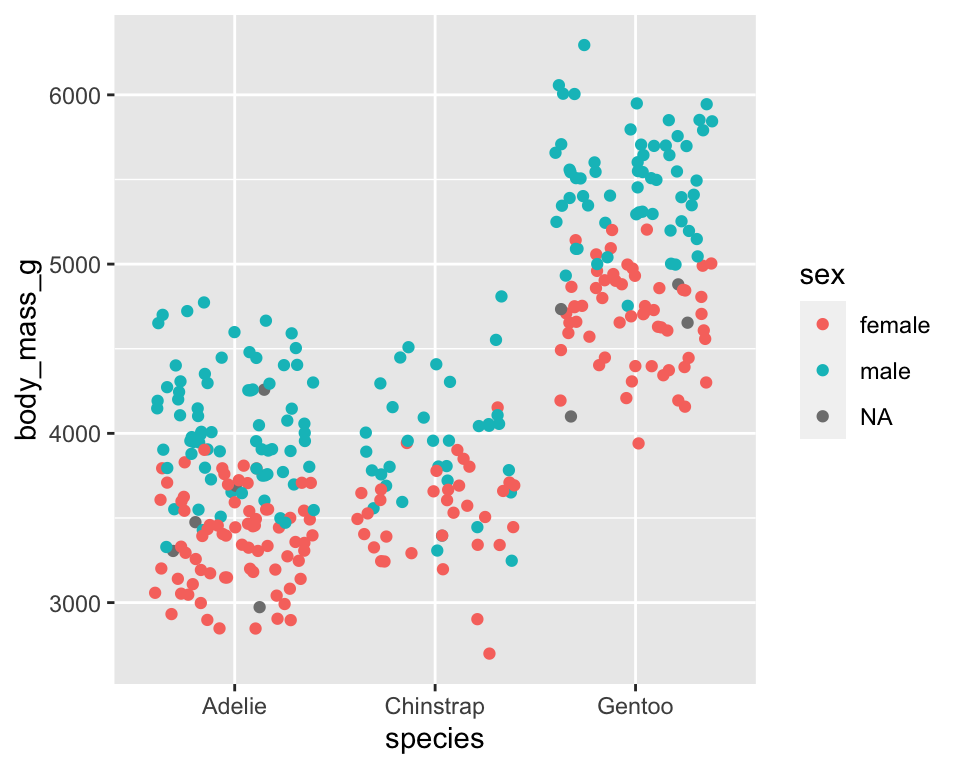 6000
5000
4000
3000
body_mass_g
Adelie
Chinstrap
Gentoo
species
sex
female
male
NA